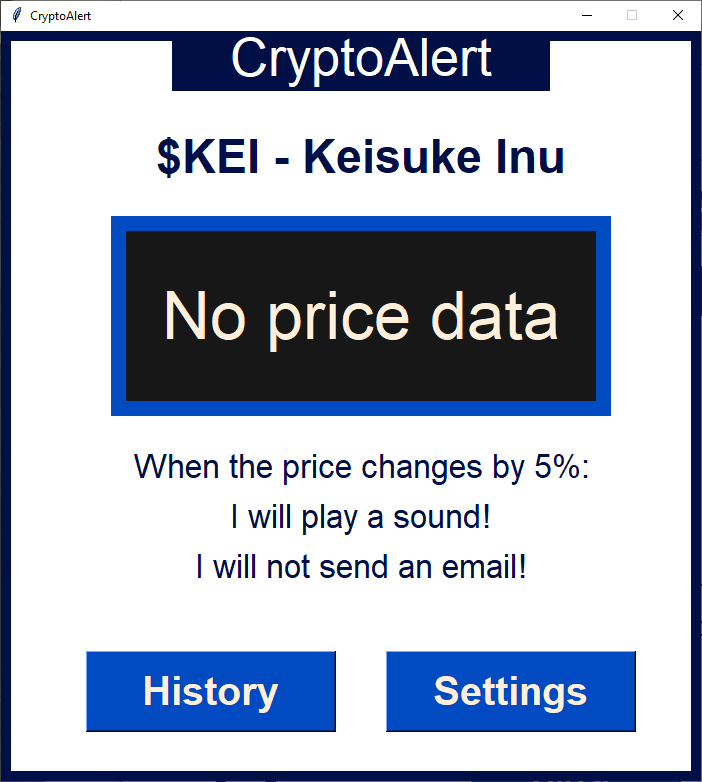 CryptoAlert
CryptoAlert
$KEI - Keisuke Inu
No price data
When the price changes by 5%:
I will play a sound!
I will not send an email!
History
Settings